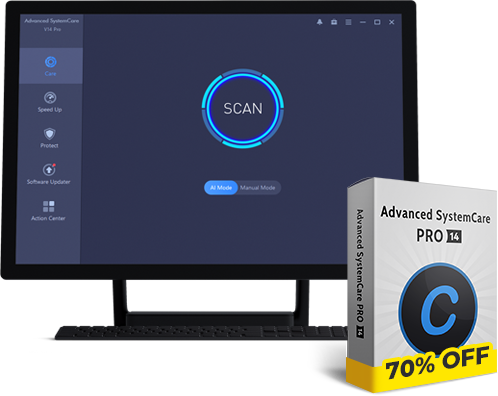 Advanced SystemCare
V14 Pro
Care
Speed Up
Protect
Software Updater
Action Center
SCAN
AI Mode
Manual Mode
Advanced SystemCare
PRO 14
Advanced SystemCare PRO 14
C
70% OFF